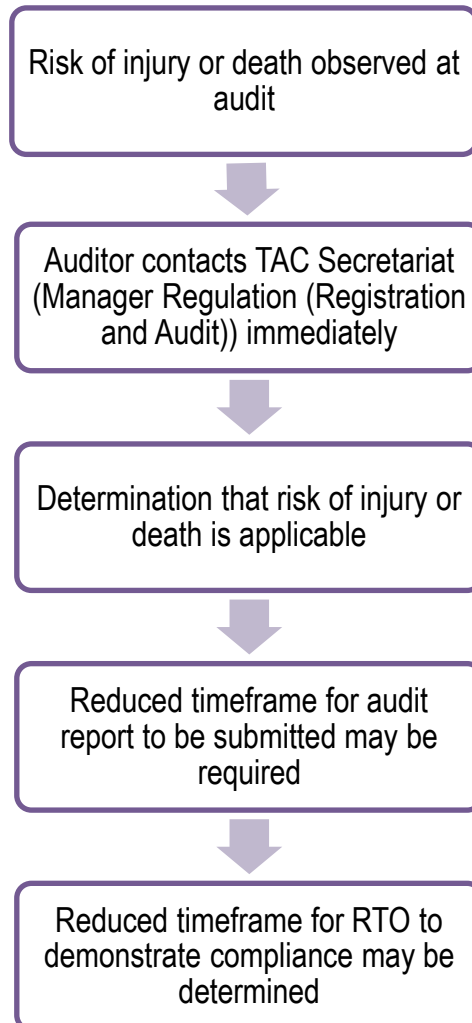 Risk of injury or death observed at
audit
Auditor contacts TAC Secretariat
(Manager Regulation (Registration
and Audit)) immediately
Determination that risk of injury or
death is applicable
Reduced timeframe for audit
report to be submitted may be
required
Reduced timeframe for RTO to
demonstrate compliance may be
determined